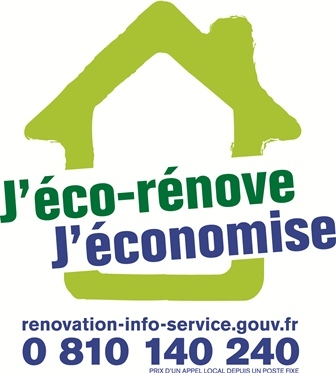 J'éco-rénove
J'économise
renovation-info-service.gouv.fr
0 810 140 240
PRIX D'UN APPEL LOCAL DEPUIS UN POSTE FIXE